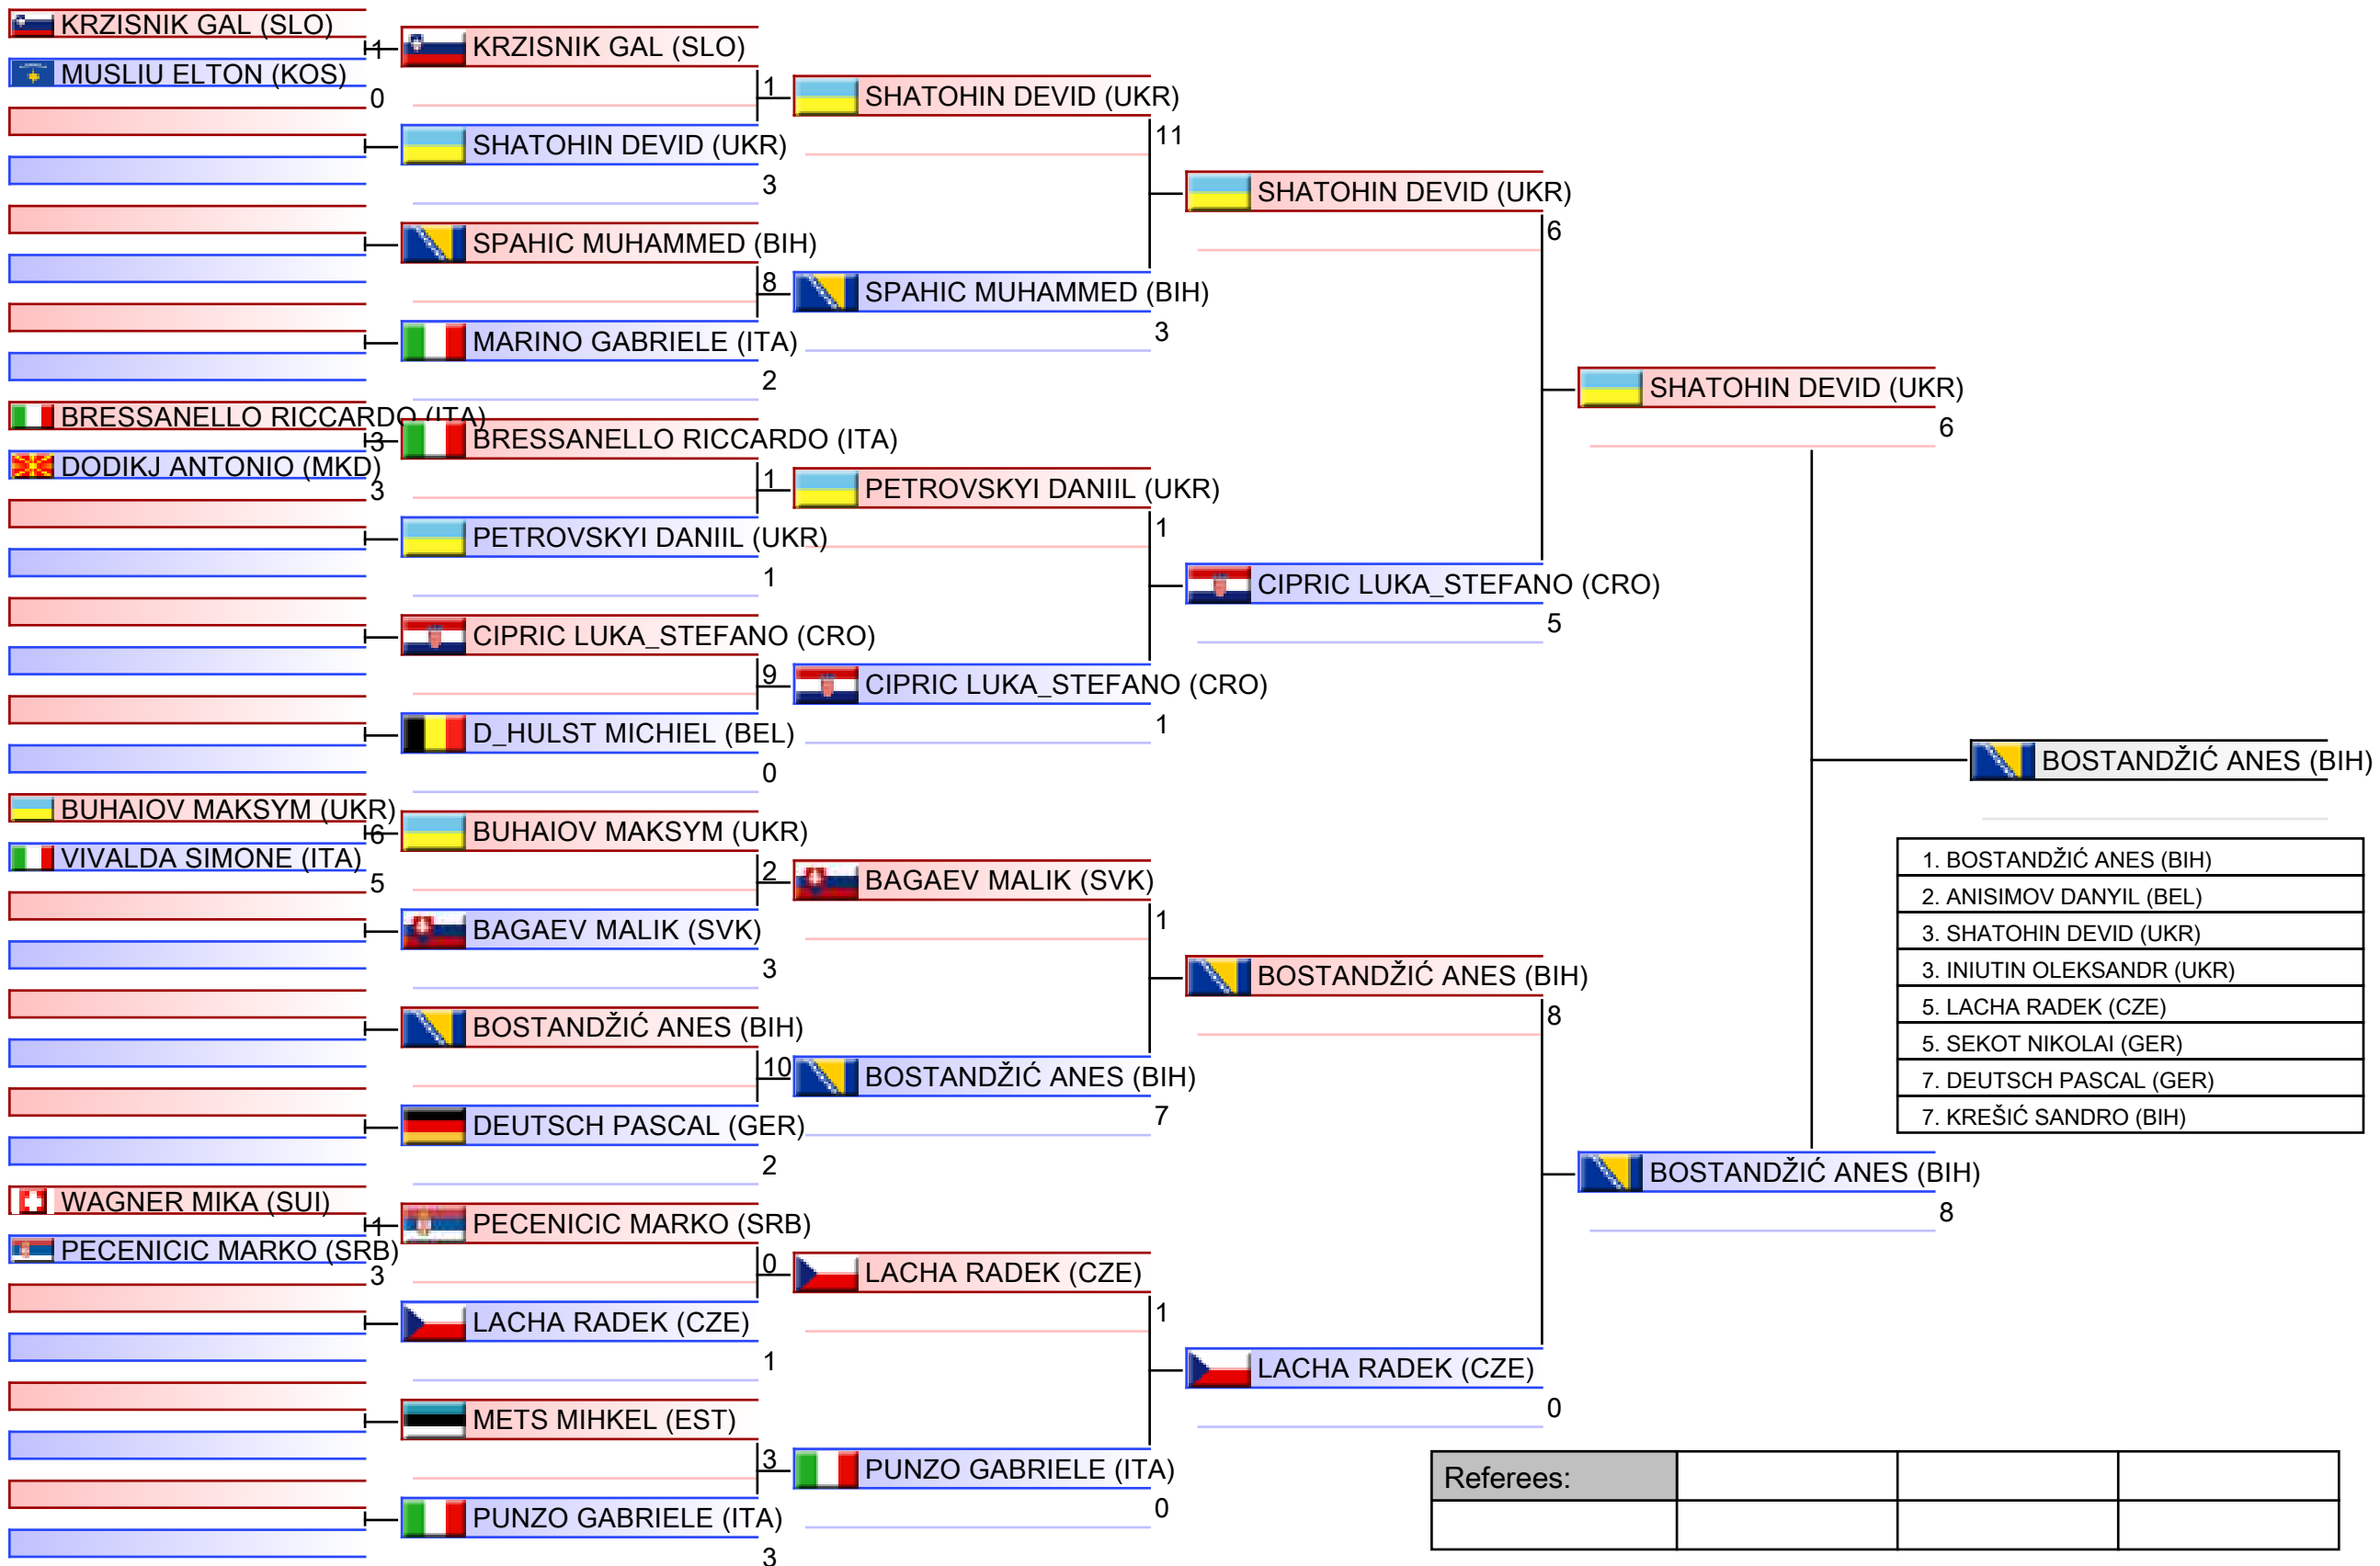 KRZISNIK GAL (SLO)
1
MUSLIU ELTON (KOS)
0
BRESSANELLO RICCARDO (ITA)
3
DODIKJ ANTONIO (MKD)
3
BUHAIOV MAKSYM (UKR)
6
VIVALDA SIMONE (ITA)
5
WAGNER MIKA (SUI)
1
PECENICIC MARKO (SRB)
3
KRZISNIK GAL (SLO)
1
SHATOHIN DEVID (UKR)
3
SPAHIC MUHAMMED (BIH)
8
MARINO GABRIELE (ITA)
2
BRESSANELLO RICCARDO (ITA)
1
PETROVSKYI DANIIL (UKR)
1
CIPRIC LUKA_STEFANO (CRO)
9
D_HULST MICHIEL (BEL)
0
BUHAIOV MAKSYM (UKR)
2
BAGAEV MALIK (SVK)
3
BOSTANDŽIĆ ANES (BIH)
10
DEUTSCH PASCAL (GER)
2
PECENICIC MARKO (SRB)
0
LACHA RADEK (CZE)
1
METS MIHKEL (EST)
3
PUNZO GABRIELE (ITA)
3
SHATOHIN DEVID (UKR)
11
SPAHIC MUHAMMED (BIH)
3
PETROVSKYI DANIIL (UKR)
1
CIPRIC LUKA_STEFANO (CRO)
1
BAGAEV MALIK (SVK)
1
BOSTANDŽIĆ ANES (BIH)
7
LACHA RADEK (CZE)
1
PUNZO GABRIELE (ITA)
0
SHATOHIN DEVID (UKR)
6
CIPRIC LUKA_STEFANO (CRO)
5
BOSTANDŽIĆ ANES (BIH)
8
LACHA RADEK (CZE)
0
SHATOHIN DEVID (UKR)
6
BOSTANDŽIĆ ANES (BIH)
8
BOSTANDŽIĆ ANES (BIH)
1. BOSTANDŽIĆ ANES (BIH)
2. ANISIMOV DANYIL (BEL)
3. SHATOHIN DEVID (UKR)
3. INIUTIN OLEKSANDR (UKR)
5. LACHA RADEK (CZE)
5. SEKOT NIKOLAI (GER)
7. DEUTSCH PASCAL (GER)
7. KREŠIĆ SANDRO (BIH)
Referees: